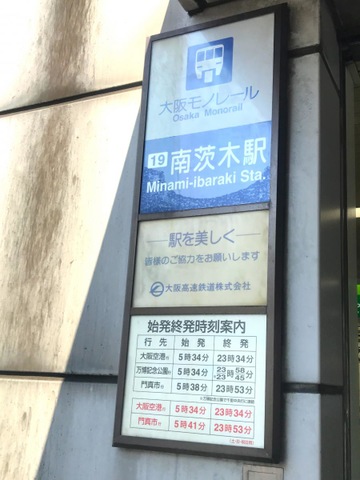 大阪モノレール
Osaka Monorail
19 南茨木駅
Minami-ibaraki Sta.
駅を美しく
皆様のご協力をお願いします
大阪高速鉄道株式会社
始発終発時刻案内
行先 始発 終発
大阪空港行 5時34分 23時34分
万博記念公園行 5時34分 23時58分
門真市行 5時38分 23時53分
大阪空港行 5時34分 23時34分
門真市行 5時41分 23時53分